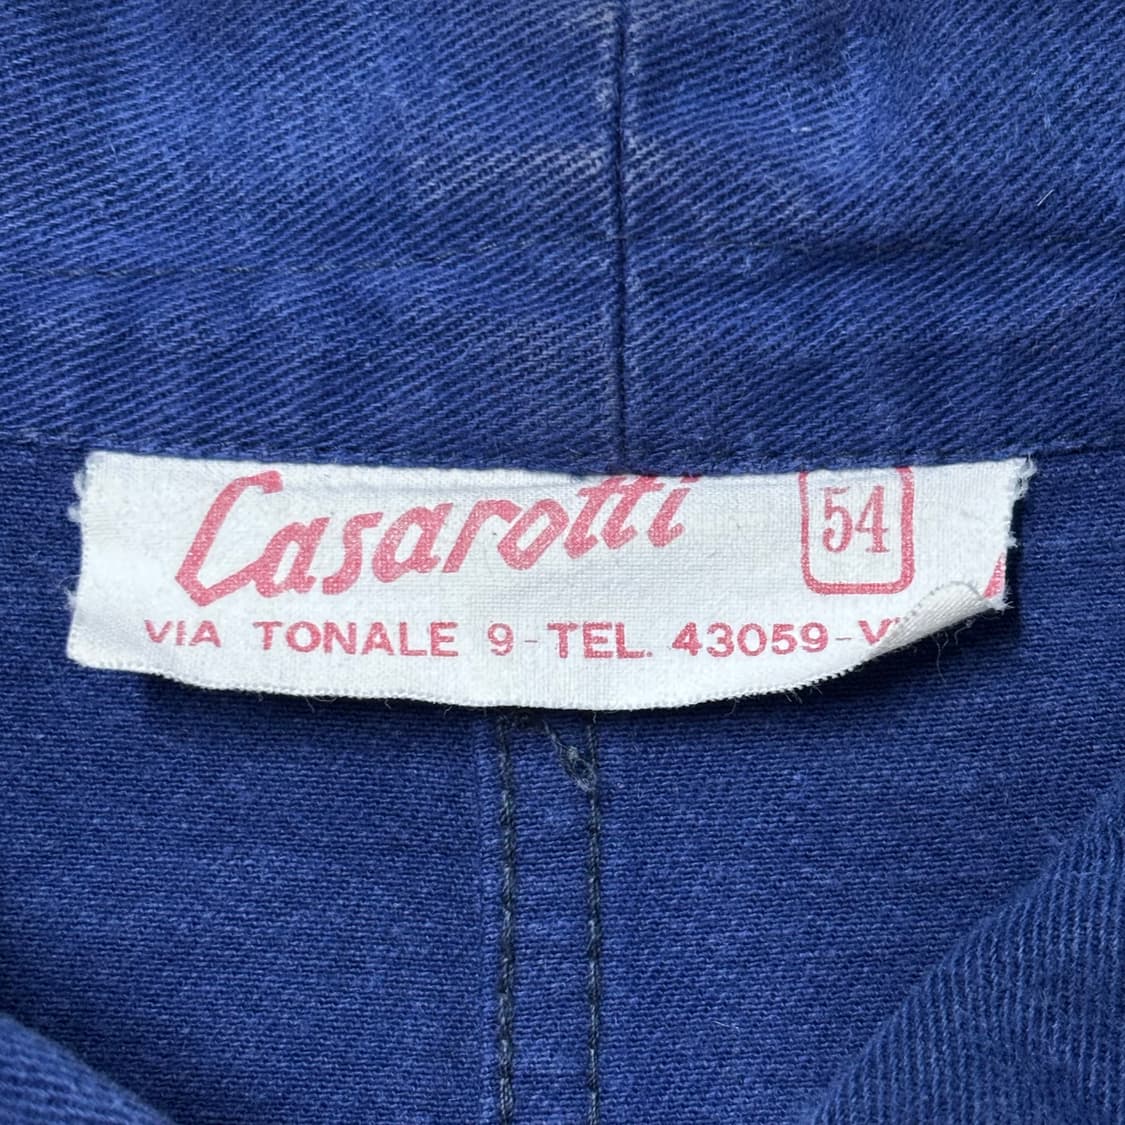 Casarotti 54
VIA TONALE 9-TEL. 43059-